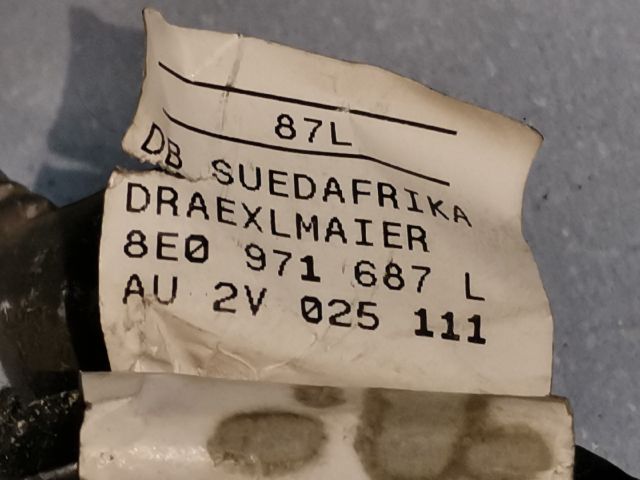 87L
DB SUEDAFRIKA
DRAEXLMAIER
8E0 971 687 L
AU 2V 025 111